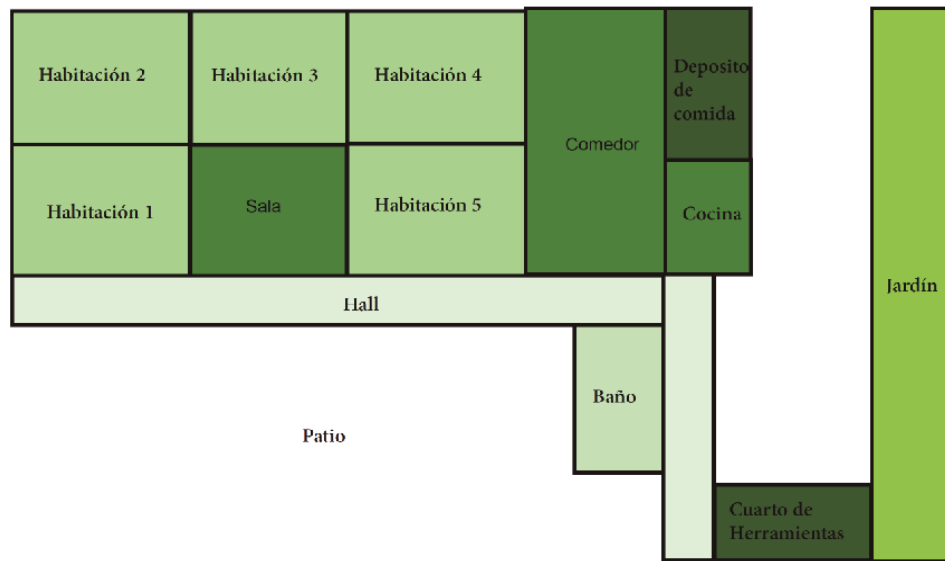 Habitación 2
Habitación 3
Habitación 4
Comedor
Deposito
de
comida
Habitación 1
Sala
Habitación 5
Cocina
Hall
Jardín
Baño
Patio
Cuarto de
Herramientas